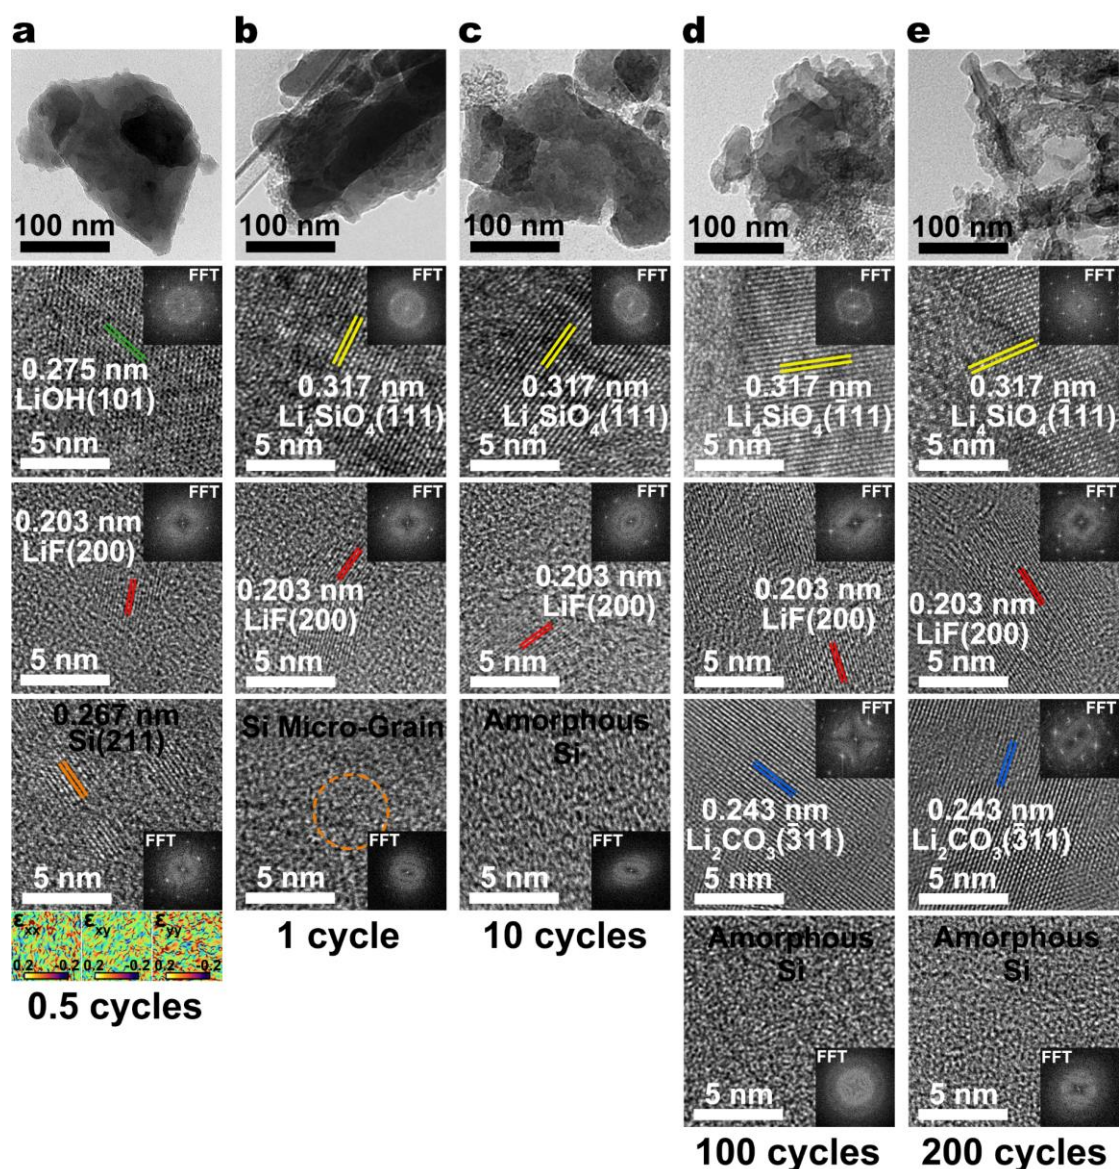 a
b
c
d
e
100 nm
100 nm
100 nm
100 nm
100 nm
FFT
0.275 nm
LiOH(101)
5 nm
FFT
0.317 nm
Li₄SiO₄(1̄11)
5 nm
FFT
0.317 nm
Li₄SiO₄(1̄11)
5 nm
FFT
0.317 nm
Li₄SiO₄(1̄11)
5 nm
FFT
0.317 nm
Li₄SiO₄(1̄11)
5 nm
FFT
0.203 nm
LiF(200)
5 nm
FFT
0.203 nm
LiF(200)
5 nm
FFT
0.203 nm
LiF(200)
5 nm
FFT
0.203 nm
LiF(200)
5 nm
FFT
0.203 nm
LiF(200)
5 nm
0.267 nm
Si(211)
FFT
5 nm
Si Micro-Grain
FFT
5 nm
Amorphous
Si
FFT
5 nm
FFT
0.243 nm
Li₂CO₃(3̄11)
5 nm
FFT
0.243 nm
Li₂CO₃(3̄11)
5 nm
εxx
0.2 -0.2
εxy
0.2 -0.2
εyy
0.2 -0.2
0.5 cycles
1 cycle
10 cycles
Amorphous
Si
FFT
5 nm
Amorphous
Si
FFT
5 nm
100 cycles
200 cycles